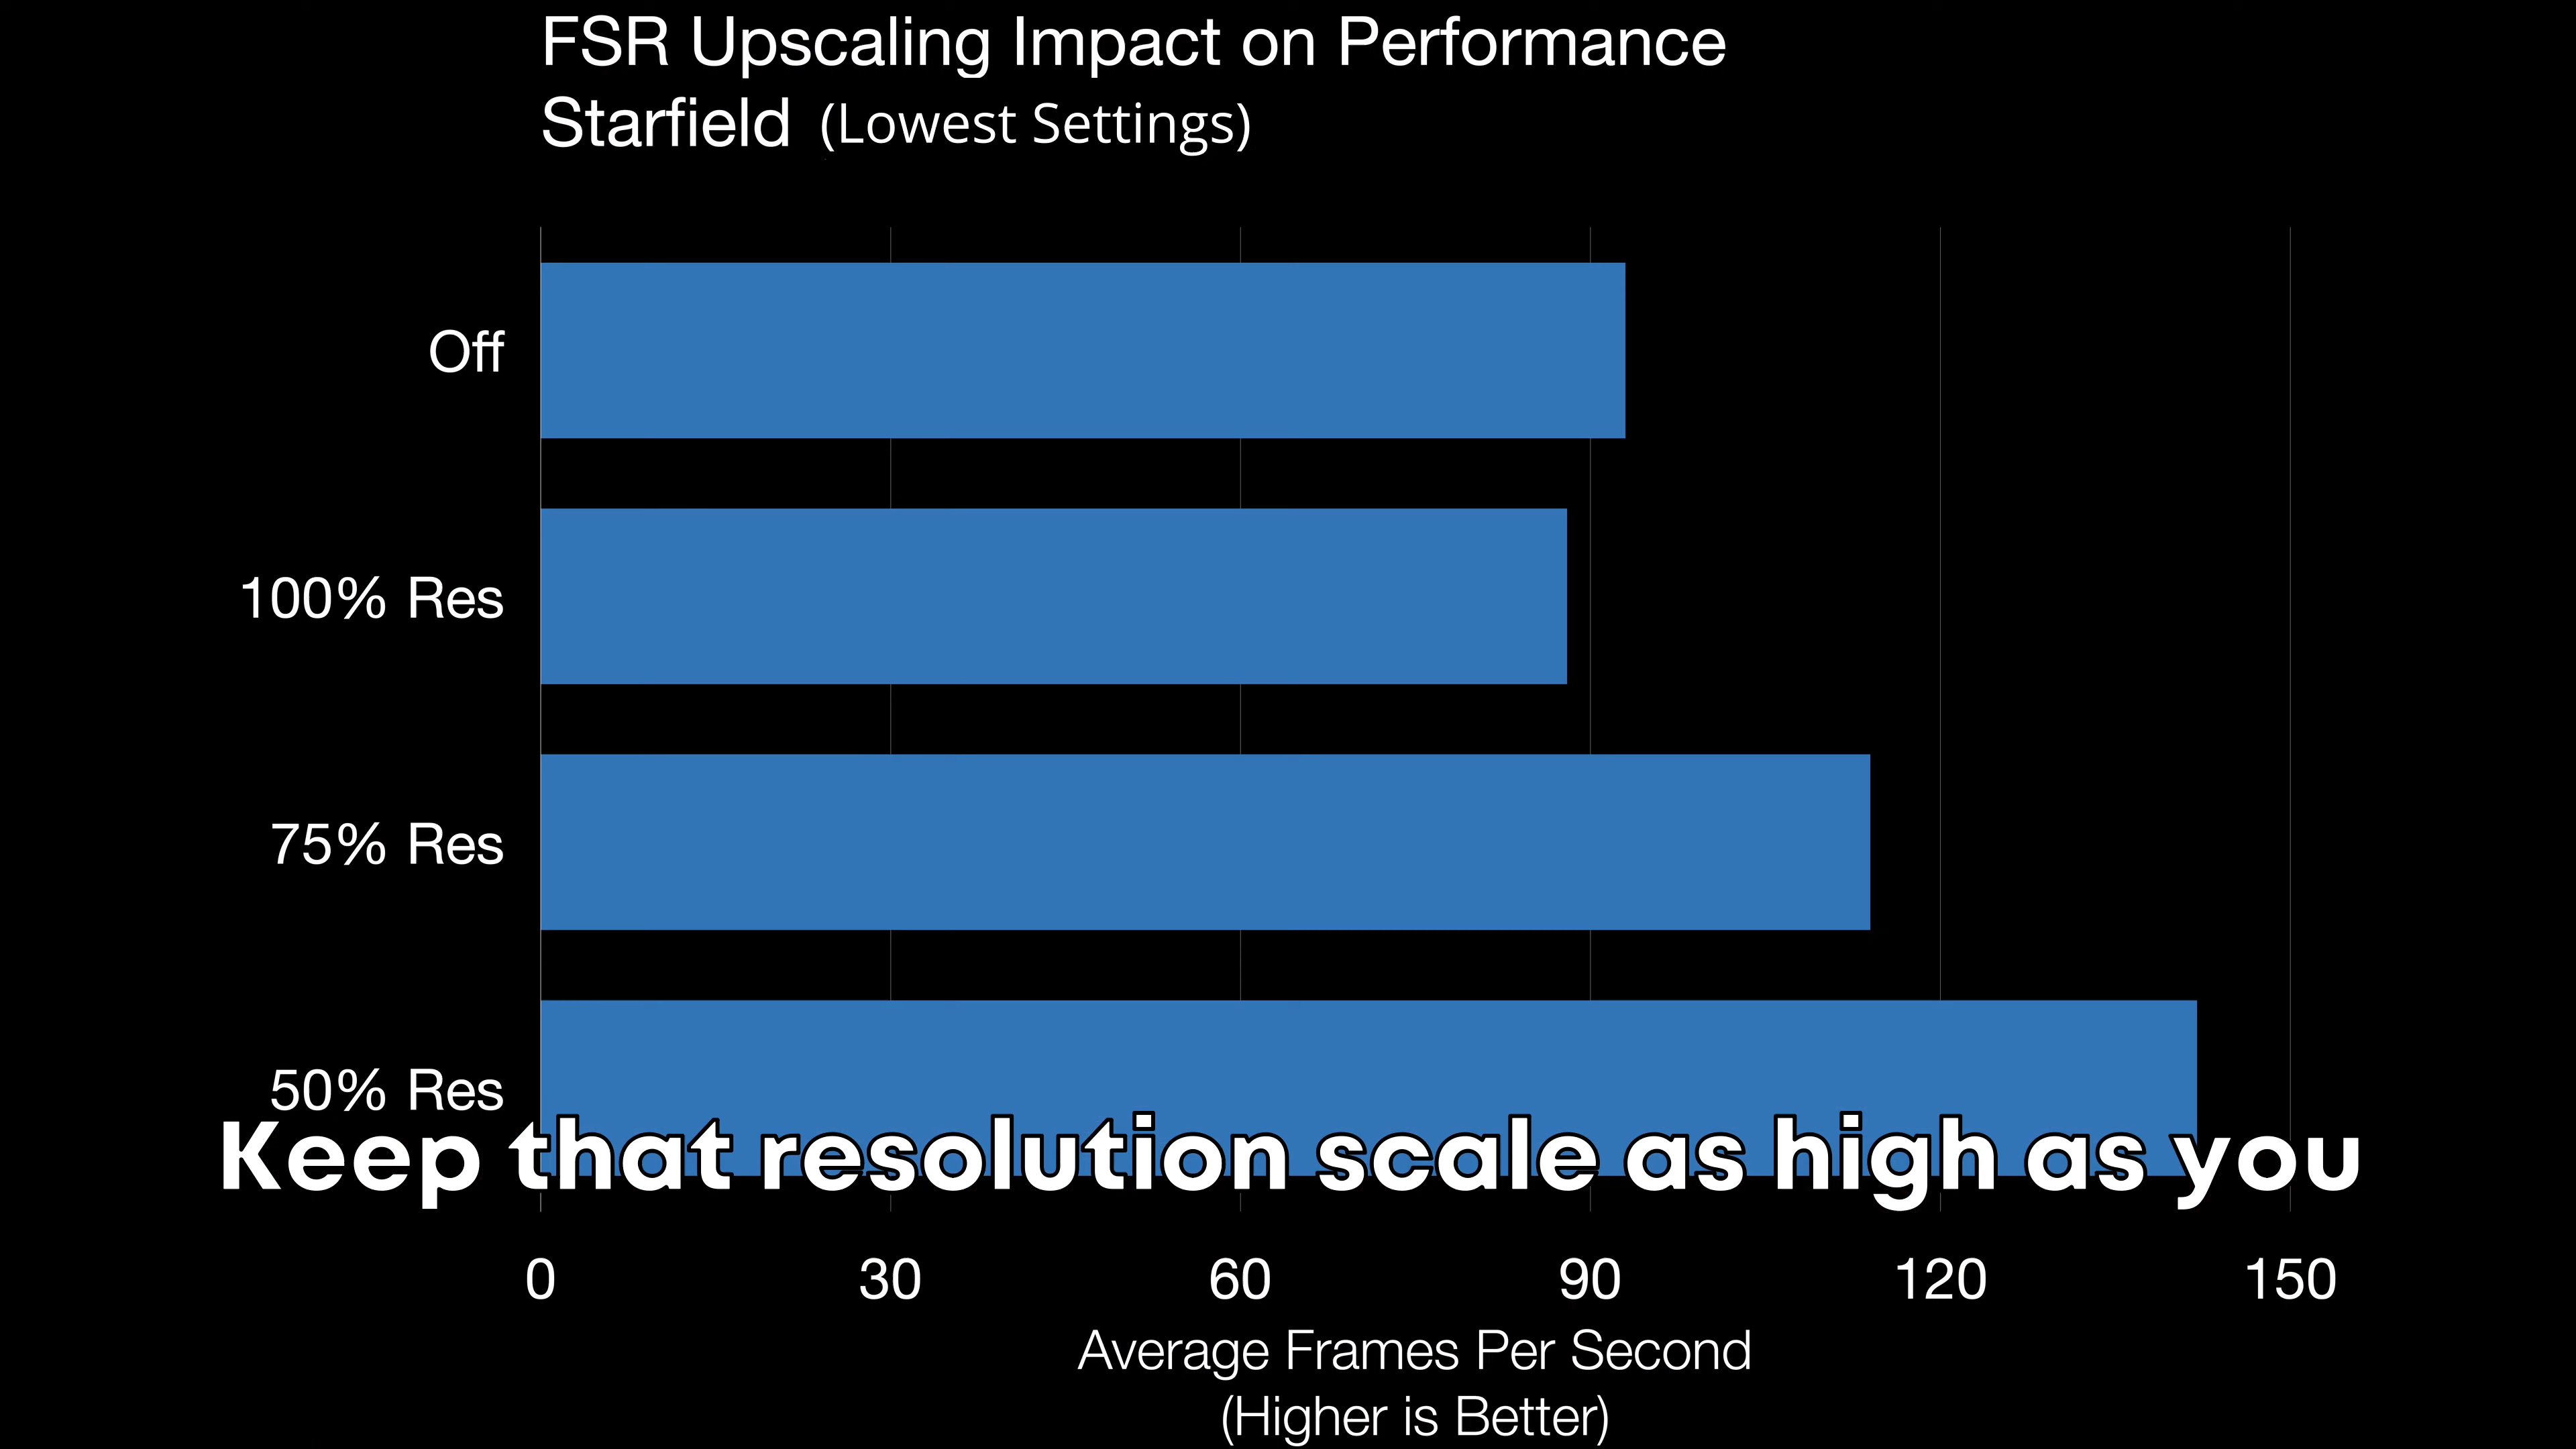 FSR Upscaling Impact on Performance
Starfield (Lowest Settings)
Off
100% Res
75% Res
50% Res
Keep that resolution scale as high as you
0 30 60 90 120 150
Average Frames Per Second
(Higher is Better)